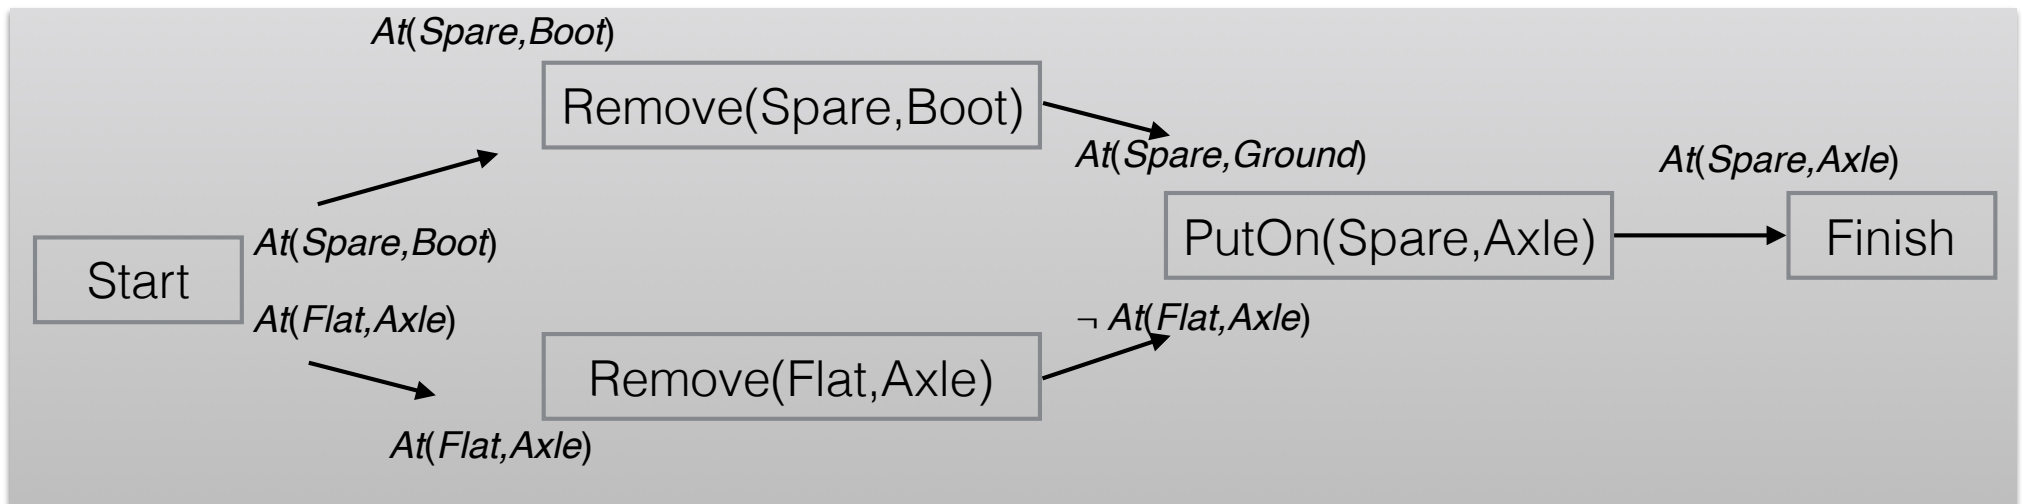 At(Spare,Boot)
Remove(Spare,Boot)
At(Spare,Ground)
At(Spare,Axle)
Start
At(Spare,Boot)
At(Flat,Axle)
PutOn(Spare,Axle)
Finish
¬ At(Flat,Axle)
Remove(Flat,Axle)
At(Flat,Axle)